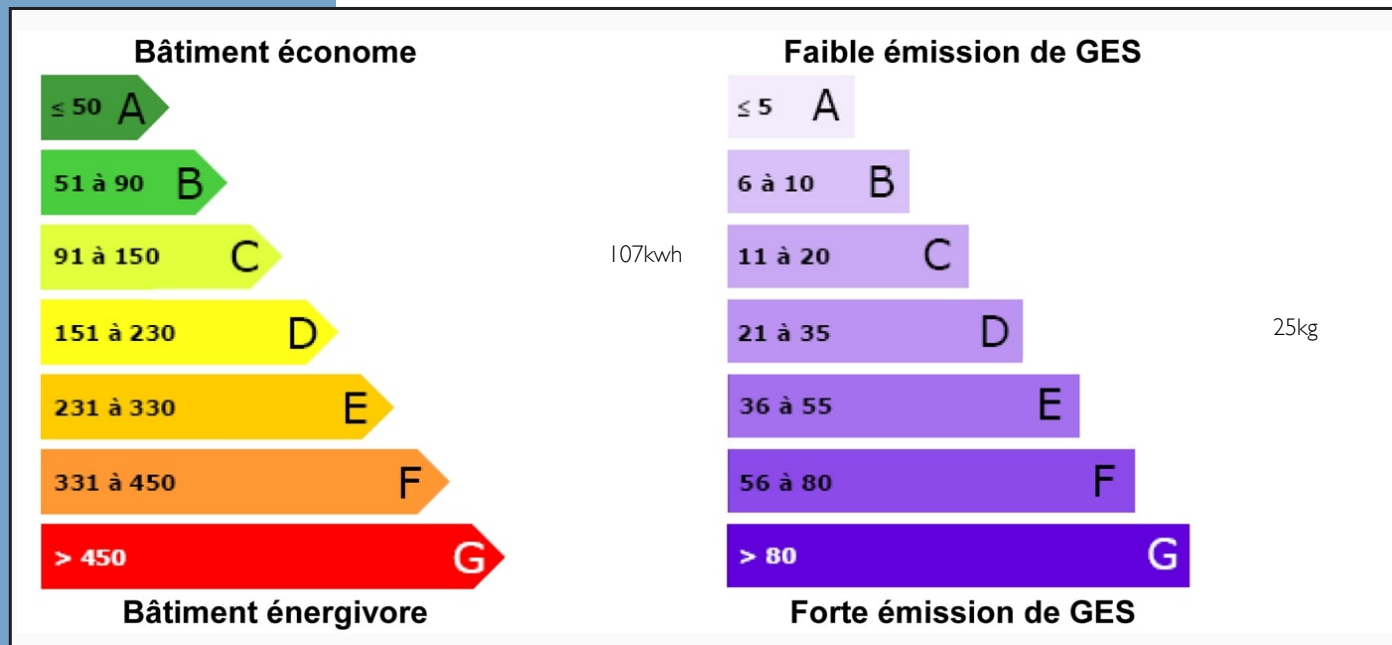 Bâtiment économe
≤ 50 A
51 à 90 B
91 à 150 C
107kwh
151 à 230 D
231 à 330 E
331 à 450 F
> 450 G
Bâtiment énergivore
Faible émission de GES
≤ 5 A
6 à 10 B
11 à 20 C
21 à 35 D
25kg
36 à 55 E
56 à 80 F
> 80 G
Forte émission de GES